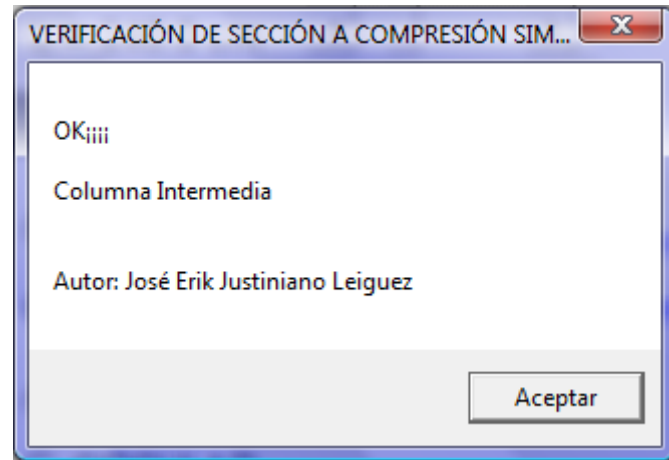 VERIFICACIÓN DE SECCIÓN A COMPRESIÓN SIM...
OK¡¡¡¡
Columna Intermedia
Autor: José Erik Justiniano Leiguez
Aceptar